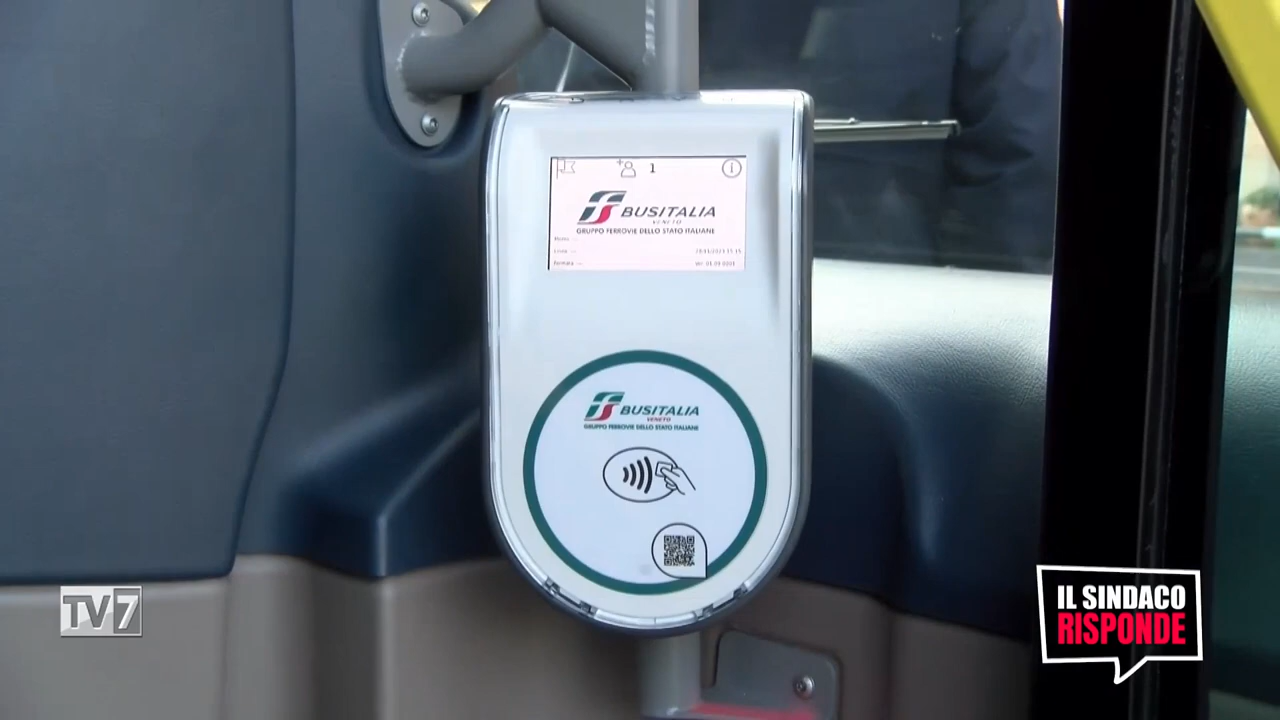 1
BUSITALIA
VENETO
GRUPPO FERROVIE DELLO STATO ITALIANE
BUSITALIA
VENETO
GRUPPO FERROVIE DELLO STATO ITALIANE
TV7
IL SINDACO
RISPONDE